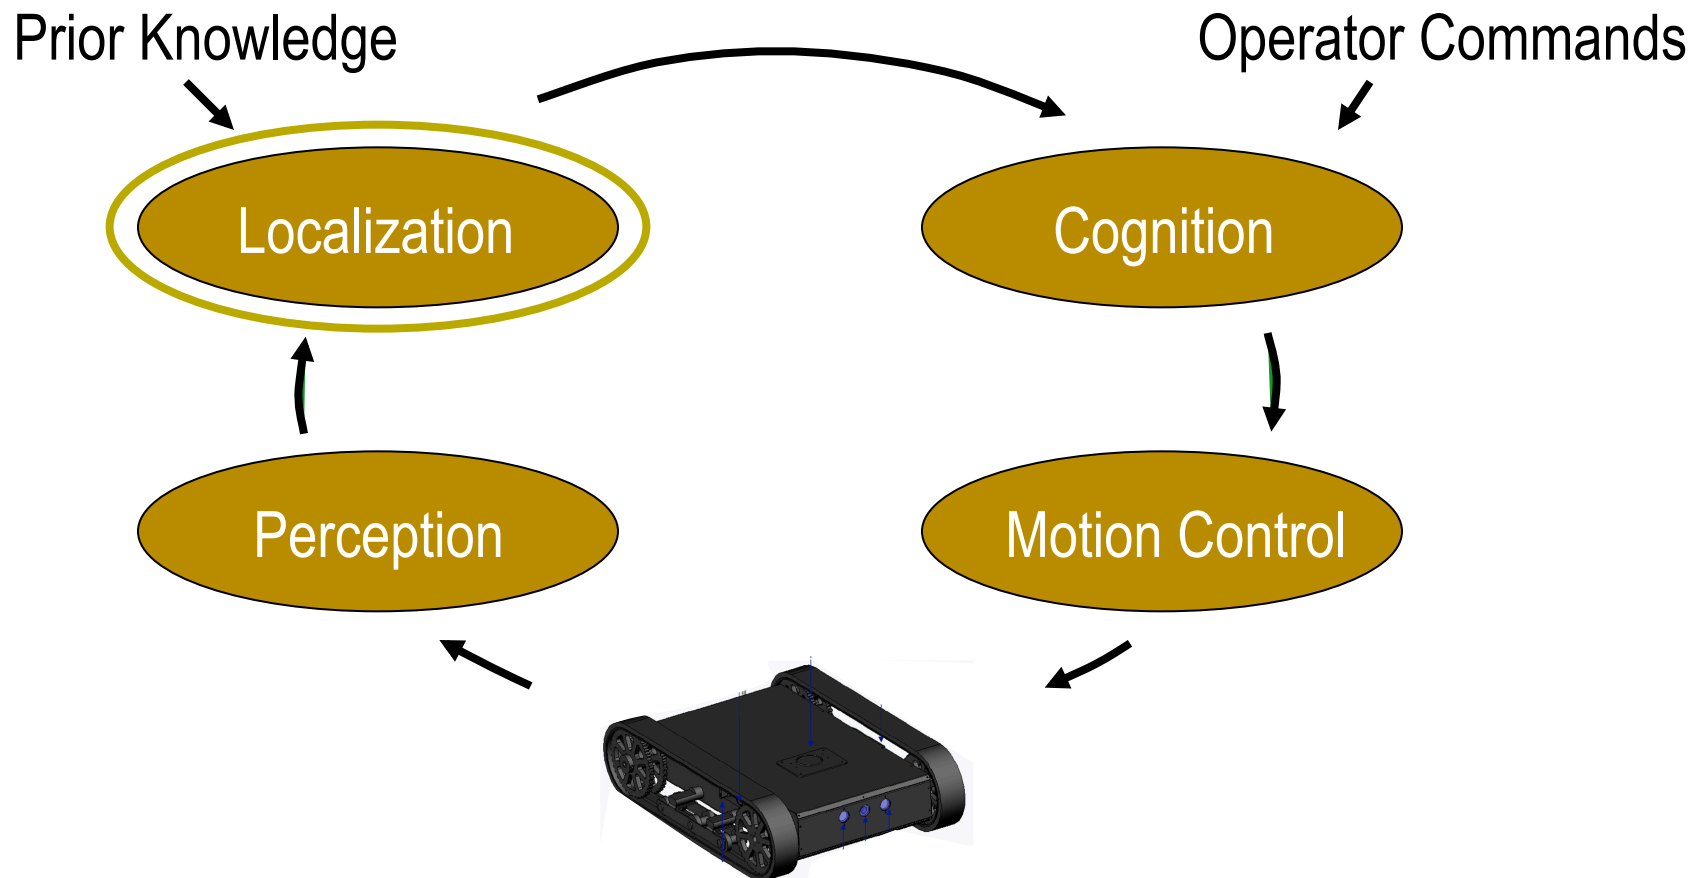 Prior Knowledge
Operator Commands
Localization
Cognition
Perception
Motion Control